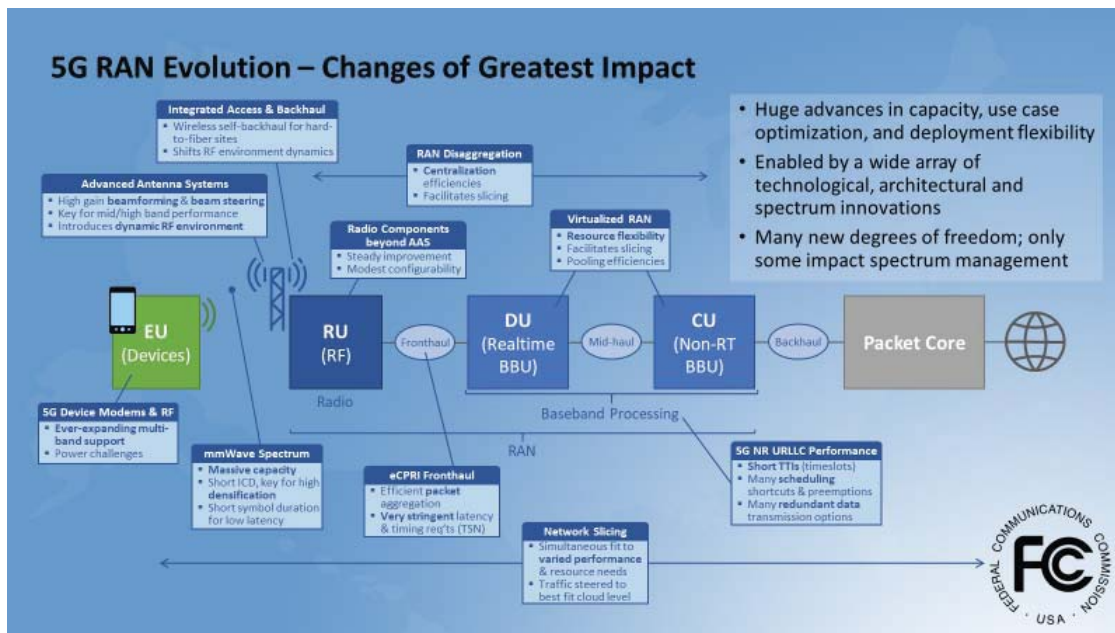 5G RAN Evolution – Changes of Greatest Impact
Integrated Access & Backhaul
▪ Wireless self-backhaul for hard-
to-fiber sites
▪ Shifts RF environment dynamics
Advanced Antenna Systems
▪ High gain beamforming & beam steering
▪ Key for mid/high band performance
▪ Introduces dynamic RF environment
RAN Disaggregation
▪ Centralization
efficiencies
▪ Facilitates slicing
Radio Components
beyond AAS
▪ Steady improvement
▪ Modest configurability
Virtualized RAN
▪ Resource flexibility
▪ Facilitates slicing
▪ Pooling efficiencies
• Huge advances in capacity, use case
optimization, and deployment flexibility
• Enabled by a wide array of
technological, architectural and
spectrum innovations
• Many new degrees of freedom; only
some impact spectrum management
EU
(Devices)
RU
(RF)
Fronthaul
DU
(Realtime
BBU)
Mid-haul
CU
(Non-RT
BBU)
Backhaul
Packet Core
Radio
Baseband Processing
RAN
5G Device Modems & RF
▪ Ever-expanding multi-
band support
▪ Power challenges
mmWave Spectrum
▪ Massive capacity
▪ Short ICD, key for high
densification
▪ Short symbol duration
for low latency
eCPRI Fronthaul
▪ Efficient packet
aggregation
▪ Very stringent latency
& timing req'ts (TSN)
5G NR URLLC Performance
▪ Short TTIs (timeslots)
▪ Many scheduling
shortcuts & preemptions
▪ Many redundant data
transmission options
Network Slicing
▪ Simultaneous fit to
varied performance
& resource needs
▪ Traffic steered to
best fit cloud level
FEDERAL COMMUNICATIONS COMMISSION
FCC
• USA •